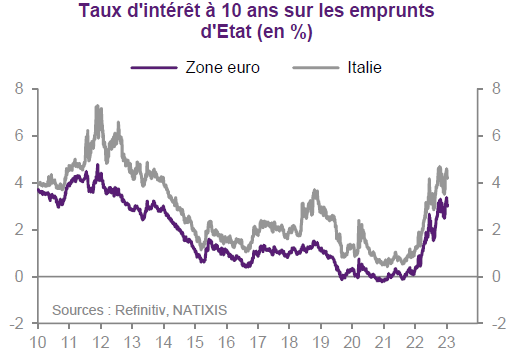 Taux d'intérêt à 10 ans sur les emprunts
d'Etat (en %)
Zone euro
Italie
8 8
6 6
4 4
2 2
0 0
-2 -2
Sources : Refinitiv, NATIXIS
10 11 12 13 14 15 16 17 18 19 20 21 22 23